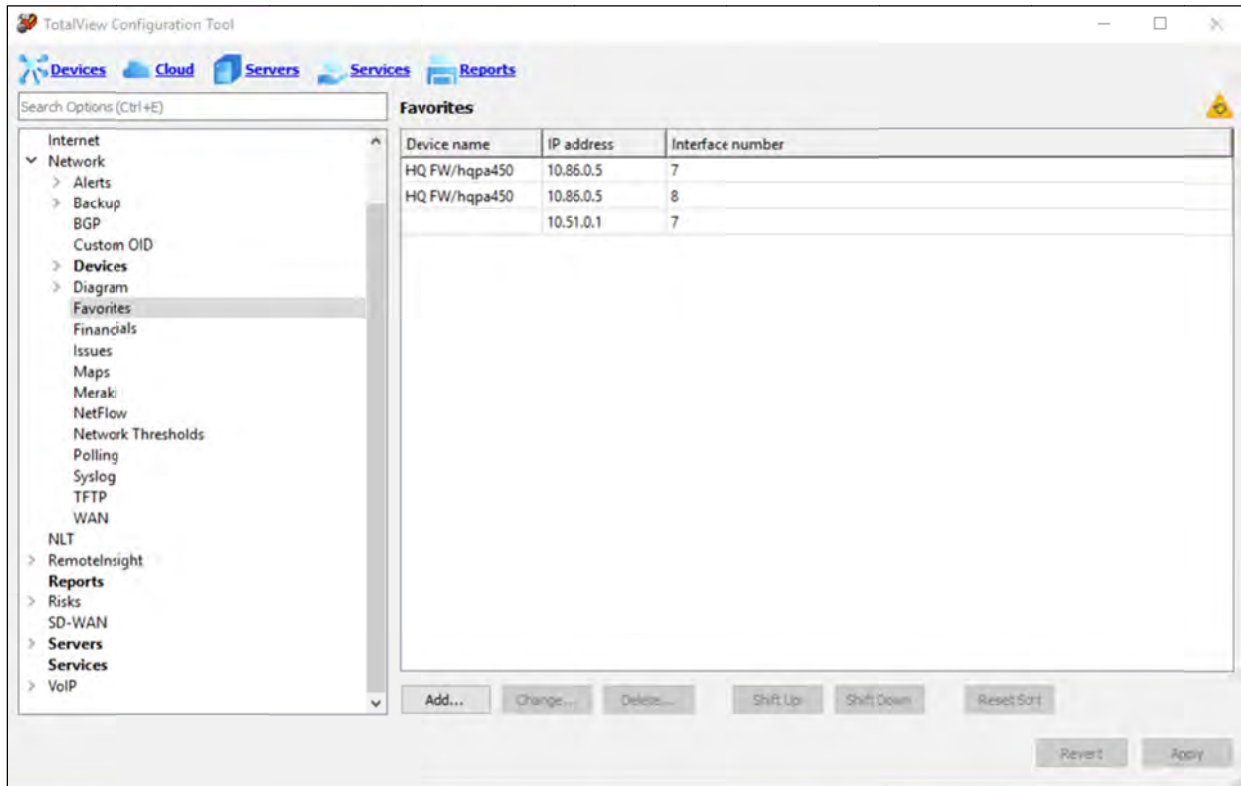 TotalView Configuration Tool
Devices Cloud Servers Services Reports
Search Options (Ctrl+E)
Internet
Network
Alerts
Backup
BGP
Custom OID
Devices
Diagram
Favorites
Financials
Issues
Maps
Meraki
NetFlow
Network Thresholds
Polling
Syslog
TFTP
WAN
NLT
RemoteInsight
Reports
Risks
SD-WAN
Servers
Services
VoIP
Favorites
Device name IP address Interface number
HQ FW/hqpa450 10.86.0.5 7
HQ FW/hqpa450 10.86.0.5 8
10.51.0.1 7
Add... Change... Delete... Shift Up Shift Down Reset Sort
Revert Apply